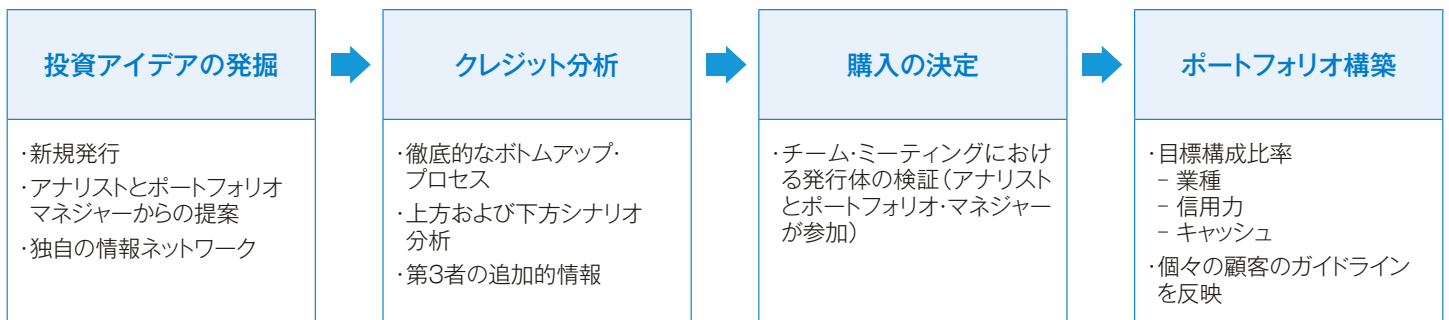 投資アイデアの発掘
・新規発行
・アナリストとポートフォリオ
マネジャーからの提案
・独自の情報ネットワーク
クレジット分析
・徹底的なボトムアップ・
プロセス
・上方および下方シナリオ
分析
・第3者の追加的情報
購入の決定
・チーム・ミーティングにおけ
る発行体の検証（アナリスト
とポートフォリオ・マネジャー
が参加）
ポートフォリオ構築
・目標構成比率
− 業種
− 信用力
− キャッシュ
・個々の顧客のガイドライン
を反映